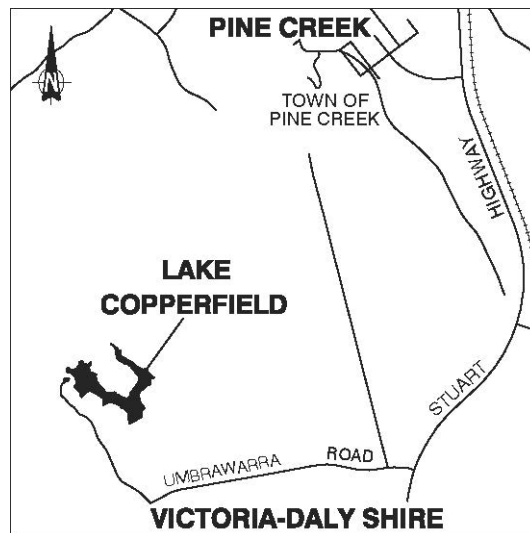 PINE CREEK
N
TOWN OF
PINE CREEK
HIGHWAY
LAKE
COPPERFIELD
STUART
UMBRAWARRA ROAD
VICTORIA-DALY SHIRE